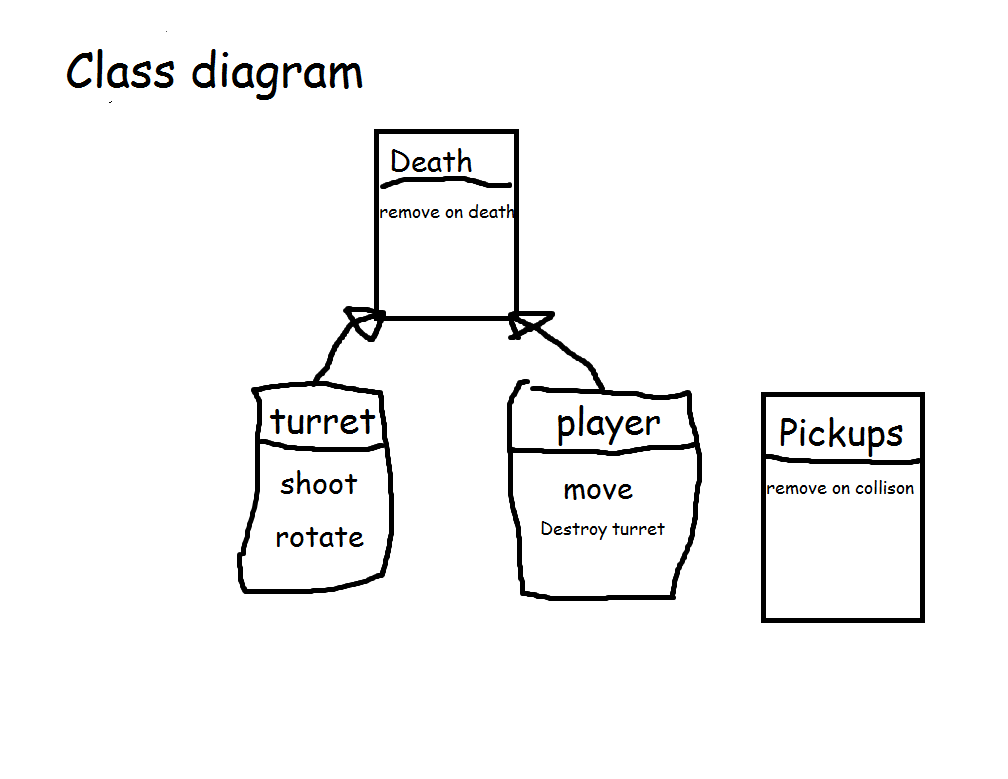 Class diagram
Death
remove on death
turret
shoot
rotate
player
move
Destroy turret
Pickups
remove on collison